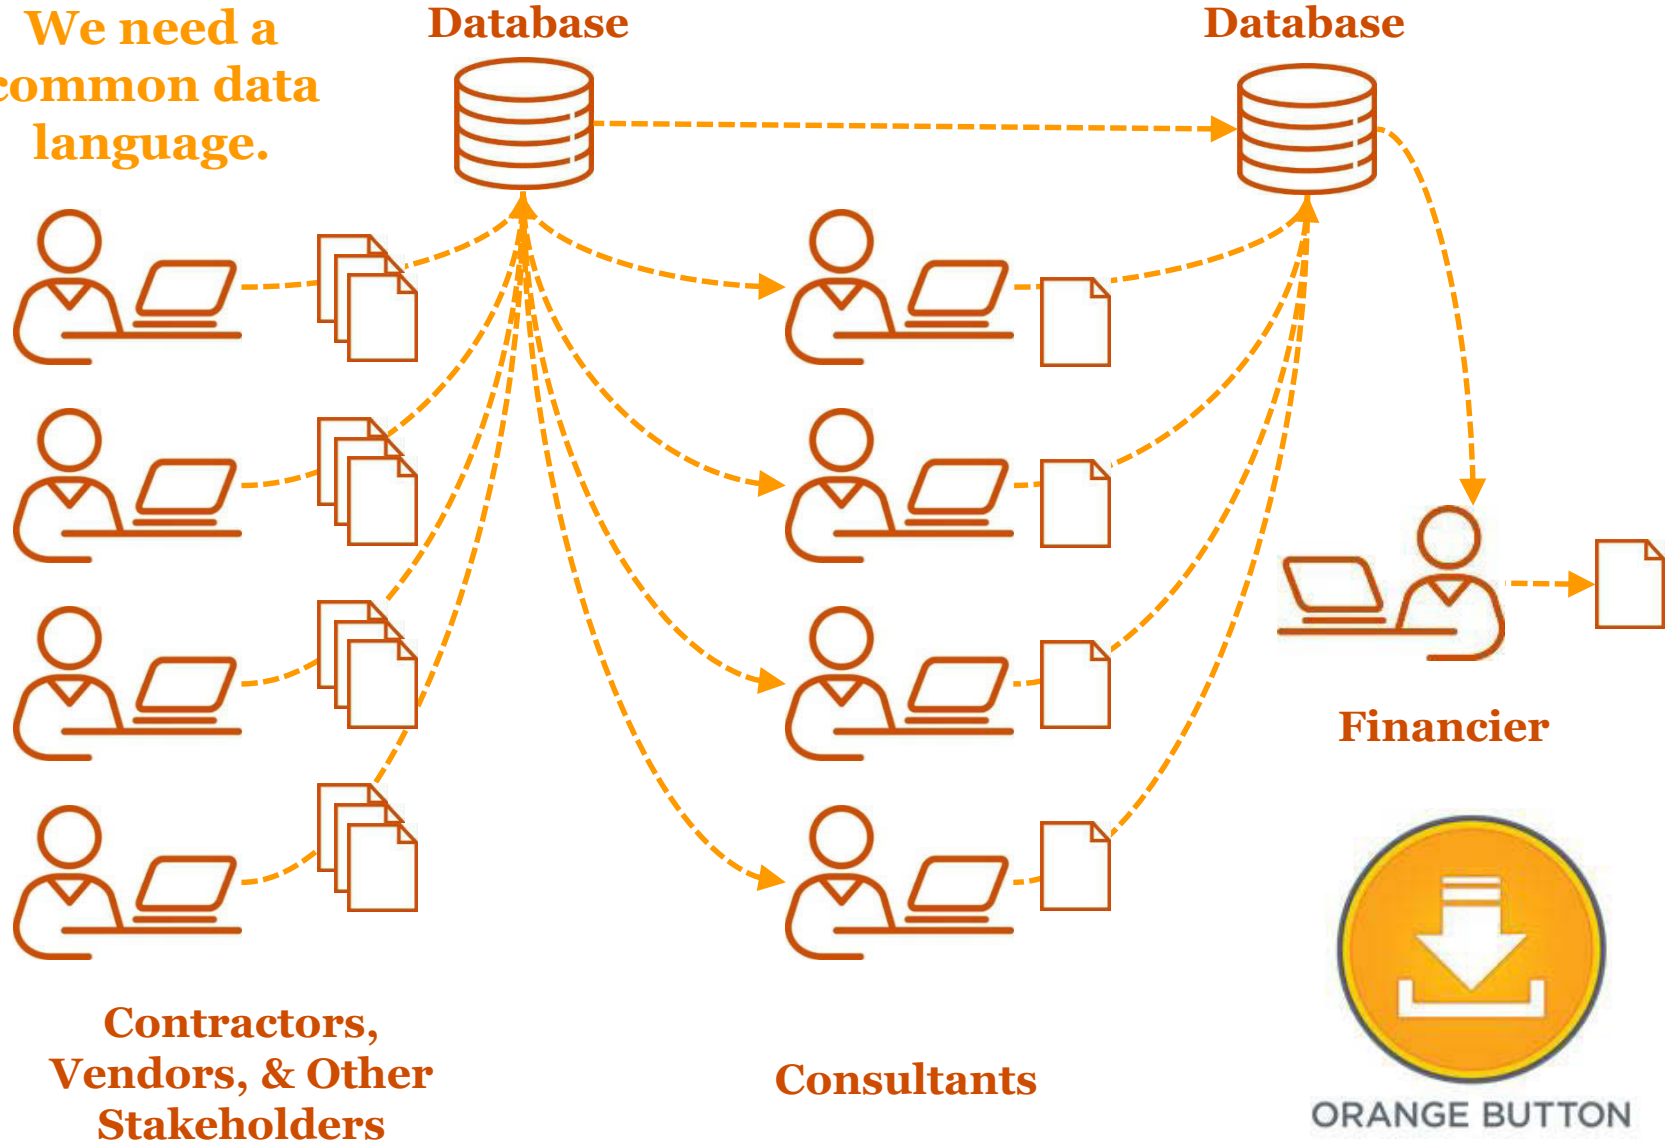 We need a
common data
language.
Database
Database
Financier
Contractors,
Vendors, & Other
Stakeholders
Consultants
ORANGE BUTTON